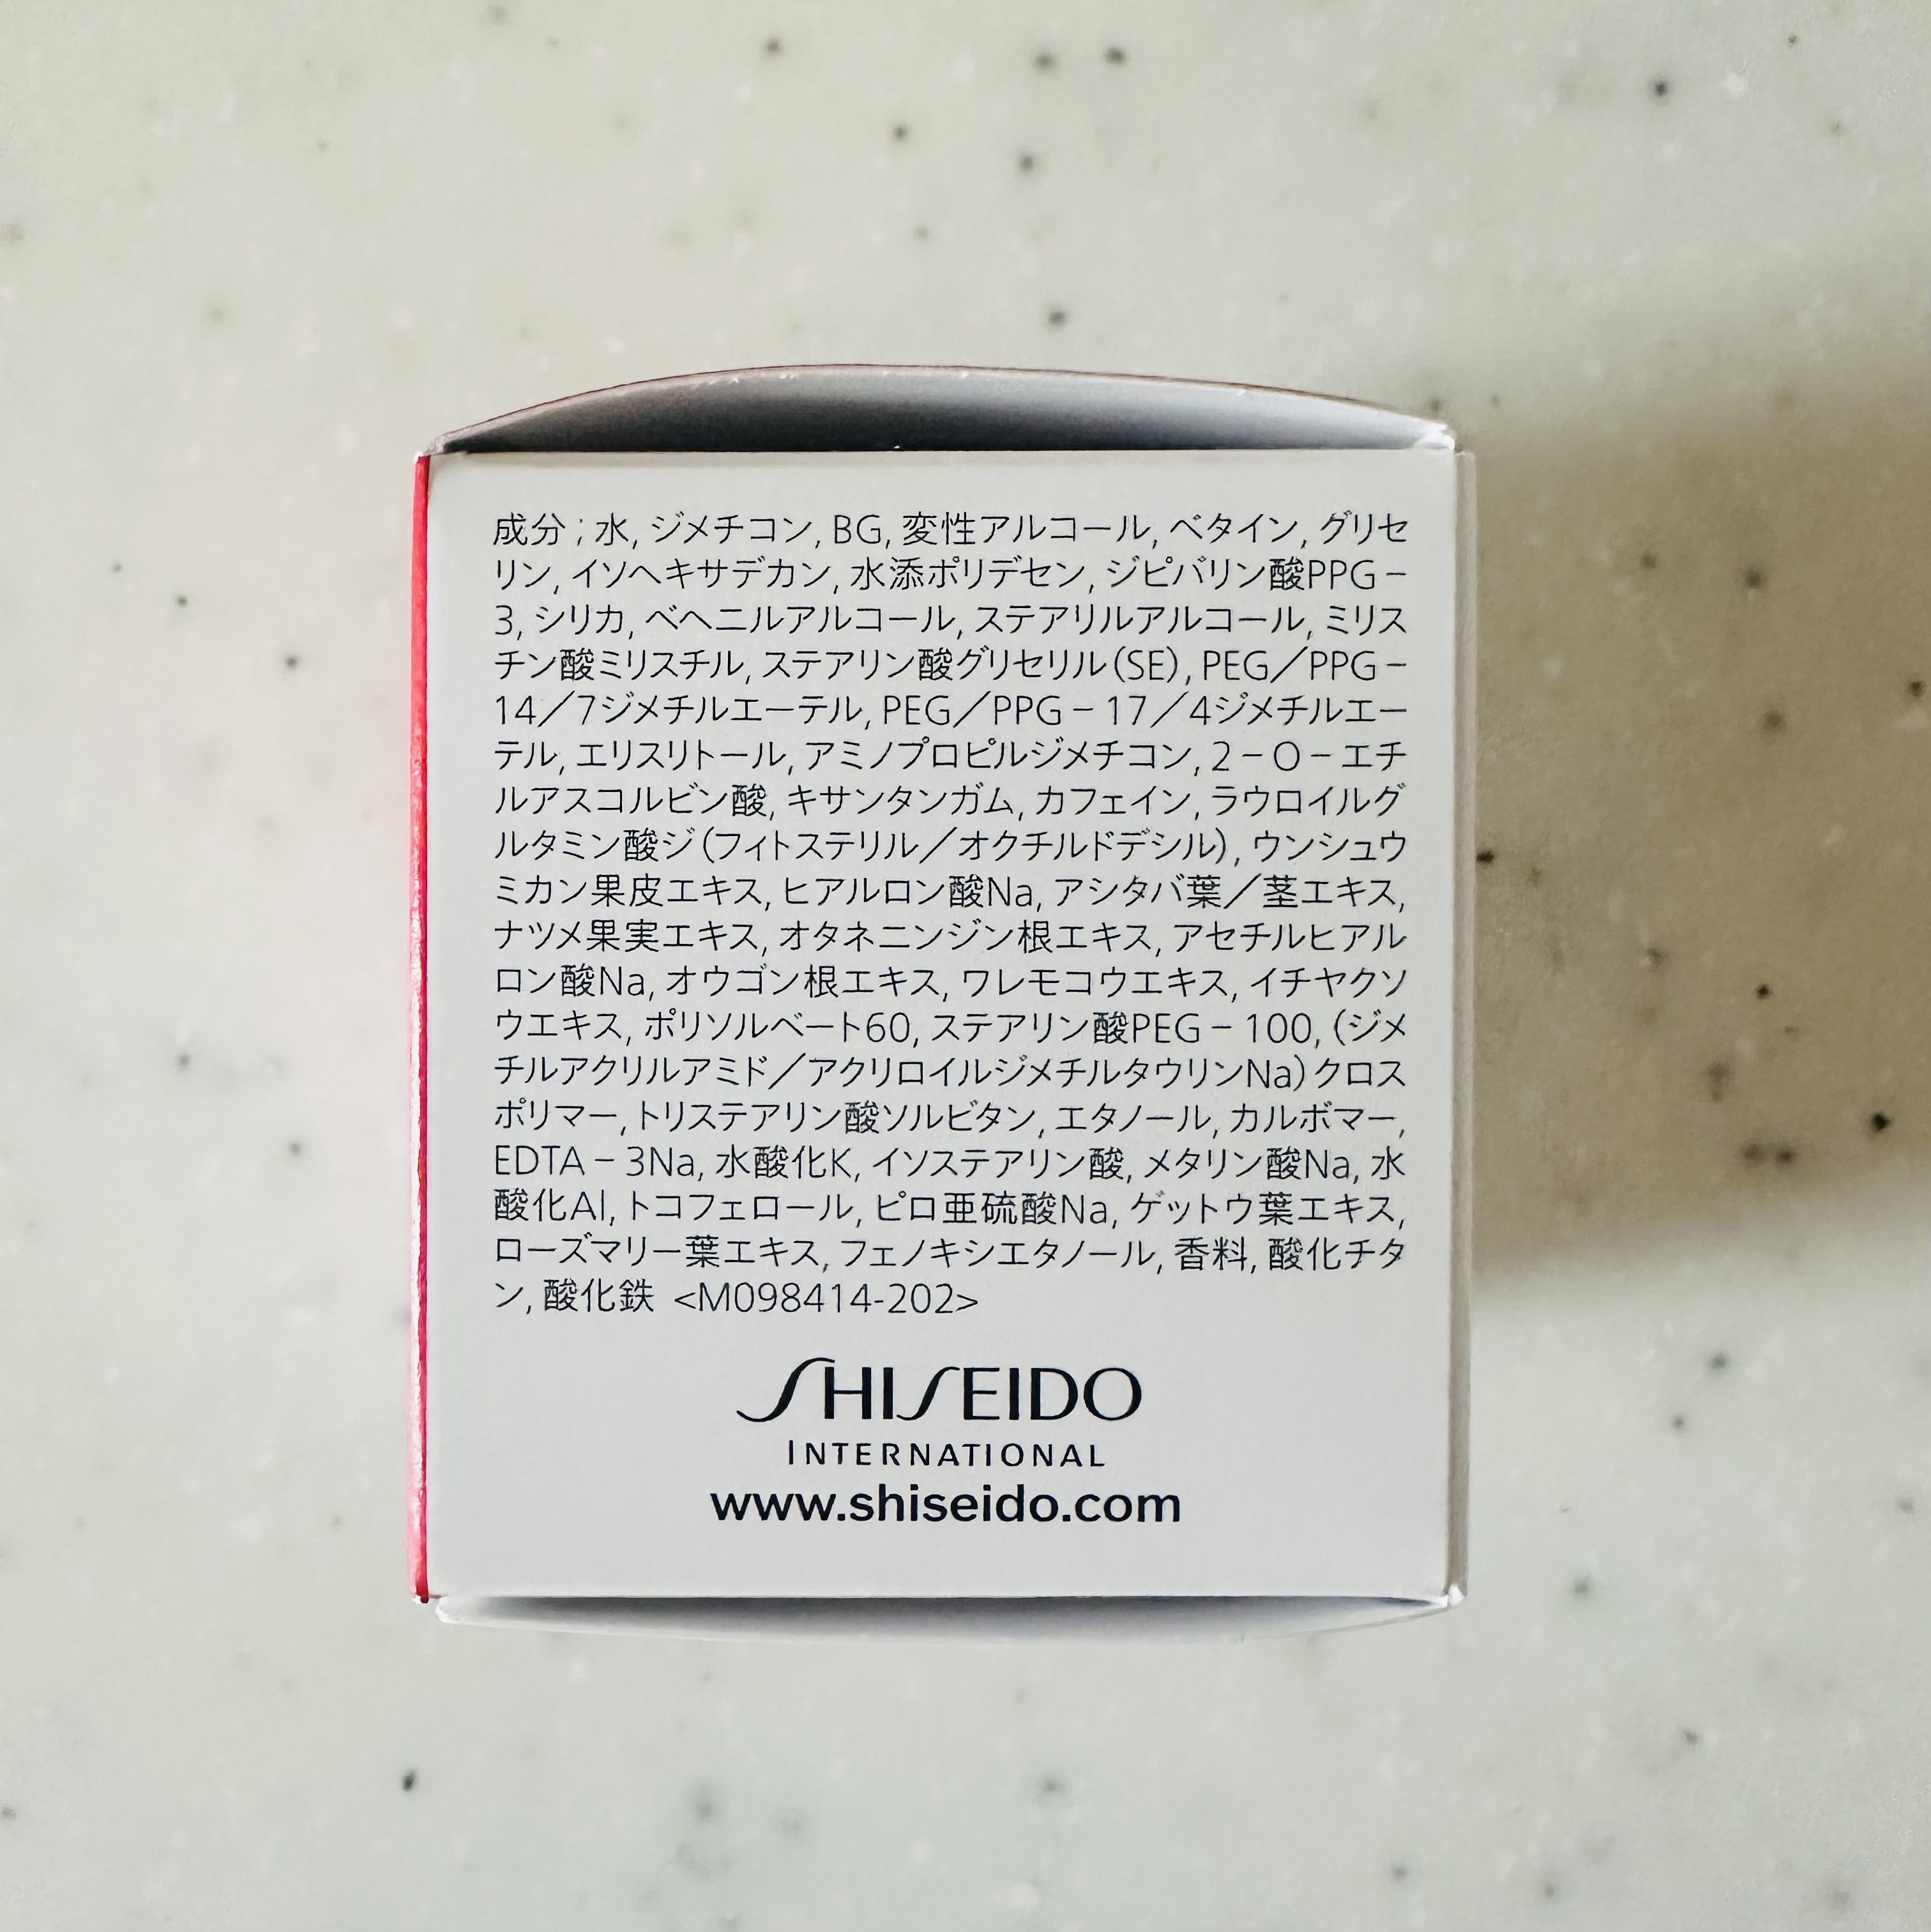 成分 ; 水, ジメチコン, BG, 変性アルコール, ベタイン, グリセ
リン, イソヘキサデカン, 水添ポリデセン, ジピバリン酸PPG－
3, シリカ, ベヘニルアルコール, ステアリルアルコール, ミリス
チン酸ミリスチル, ステアリン酸グリセリル（SE）, PEG／PPG－
14／7ジメチルエーテル, PEG／PPG－17／4ジメチルエー
テル, エリスリトール, アミノプロピルジメチコン, 2－O－エチ
ルアスコルビン酸, キサンタンガム, カフェイン, ラウロイルグ
ルタミン酸ジ（フィトステリル／オクチルドデシル）, ウンシュウ
ミカン果皮エキス, ヒアルロン酸Na, アシタバ葉／茎エキス,
ナツメ果実エキス, オタネニンジン根エキス, アセチルヒアル
ロン酸Na, オウゴン根エキス, ワレモコウエキス, イチヤクソ
ウエキス, ポリソルベート60, ステアリン酸PEG－100, （ジメ
チルアクリルアミド／アクリロイルジメチルタウリンNa）クロス
ポリマー, トリステアリン酸ソルビタン, エタノール, カルボマー,
EDTA－3Na, 水酸化K, イソステアリン酸, メタリン酸Na, 水
酸化Al, トコフェロール, ピロ亜硫酸Na, ゲットウ葉エキス,
ローズマリー葉エキス, フェノキシエタノール, 香料, 酸化チタ
ン, 酸化鉄 <M098414-202>
SHISEIDO
INTERNATIONAL
www.shiseido.com